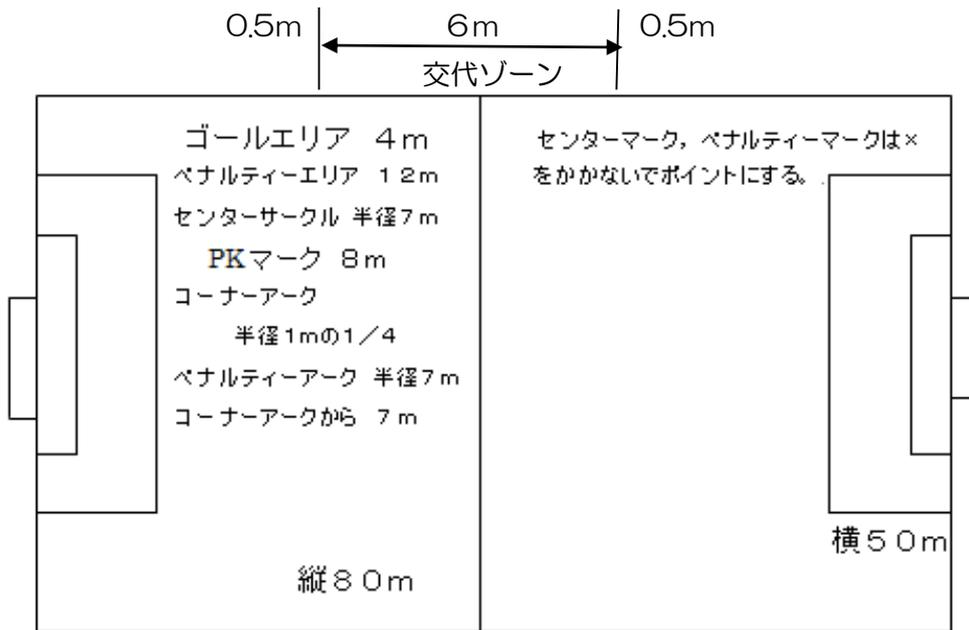 0.5m 6m 0.5m
交代ゾーン
ゴールエリア 4m
ペナルティーエリア 12m
センターサークル 半径7m
PKマーク 8m
コーナーアーク
半径1mの1/4
ペナルティーアーク 半径7m
コーナーアークから 7m
縦80m
センターマーク，ペナルティーマークは×
をかかないでポイントにする。
横50m